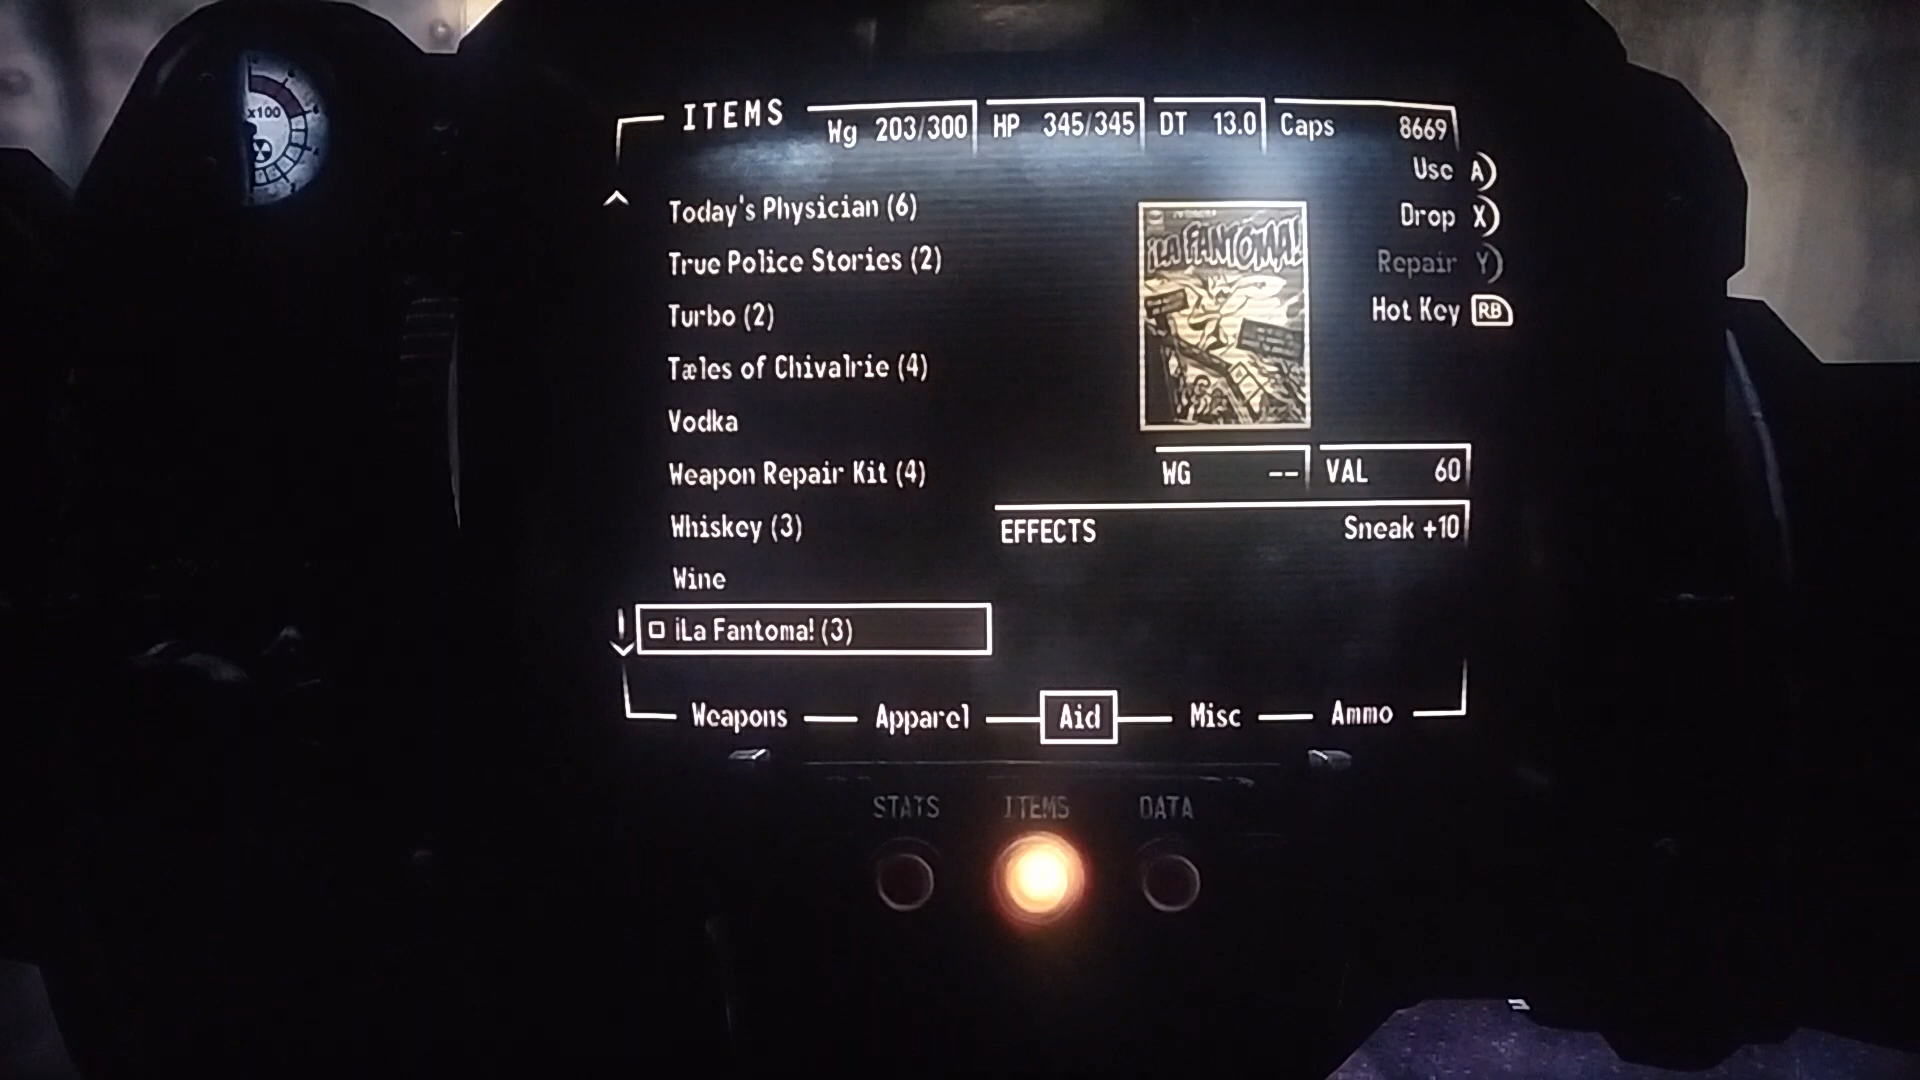 x100
ITEMS
Wg 203/300
HP 345/345
DT 13.0
Caps 8669
Use A)
Drop X)
Repair Y)
Hot Key RB
Today's Physician (6)
True Police Stories (2)
Turbo (2)
Tæles of Chivalrie (4)
Vodka
Weapon Repair Kit (4)
Whiskey (3)
Wine
¡La Fantoma! (3)
¡LA FANTOMA!
WG --
VAL 60
EFFECTS Sneak +10
Weapons
Apparel
Aid
Misc
Ammo
STATS
ITEMS
DATA